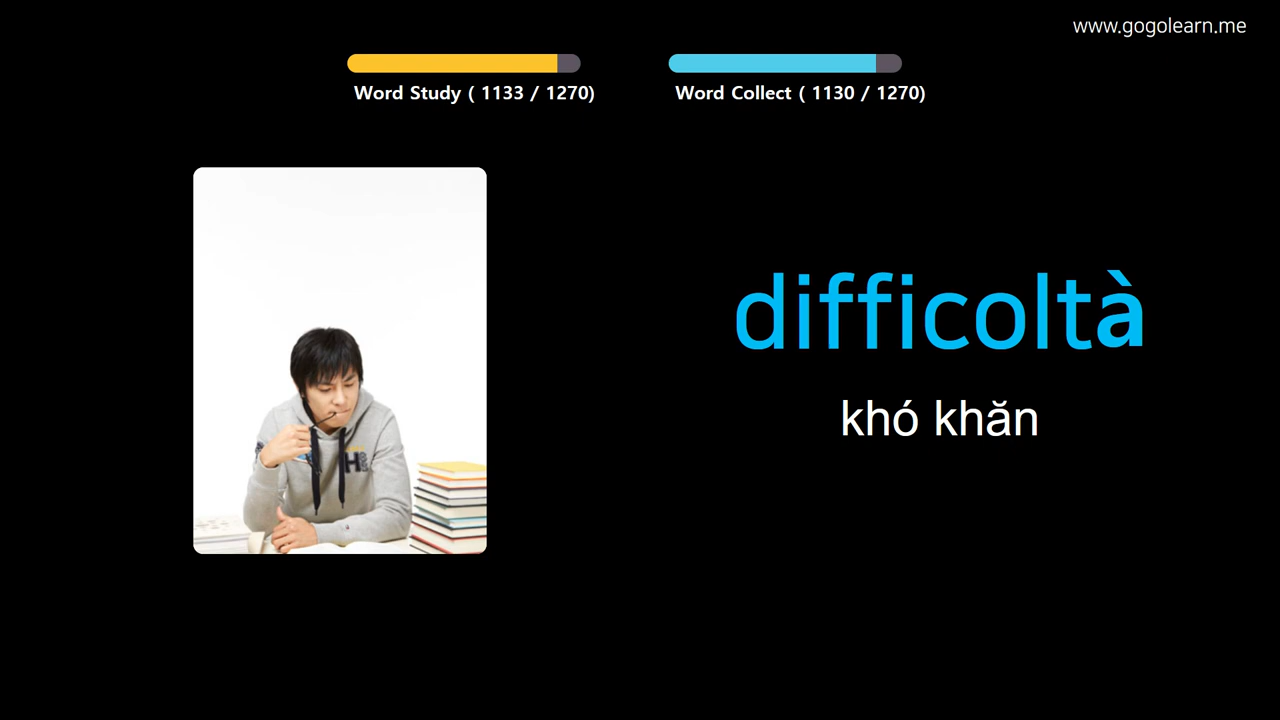 www.gogolearn.me
Word Study ( 1133 / 1270)
Word Collect ( 1130 / 1270)
difficoltà
khó khăn
H